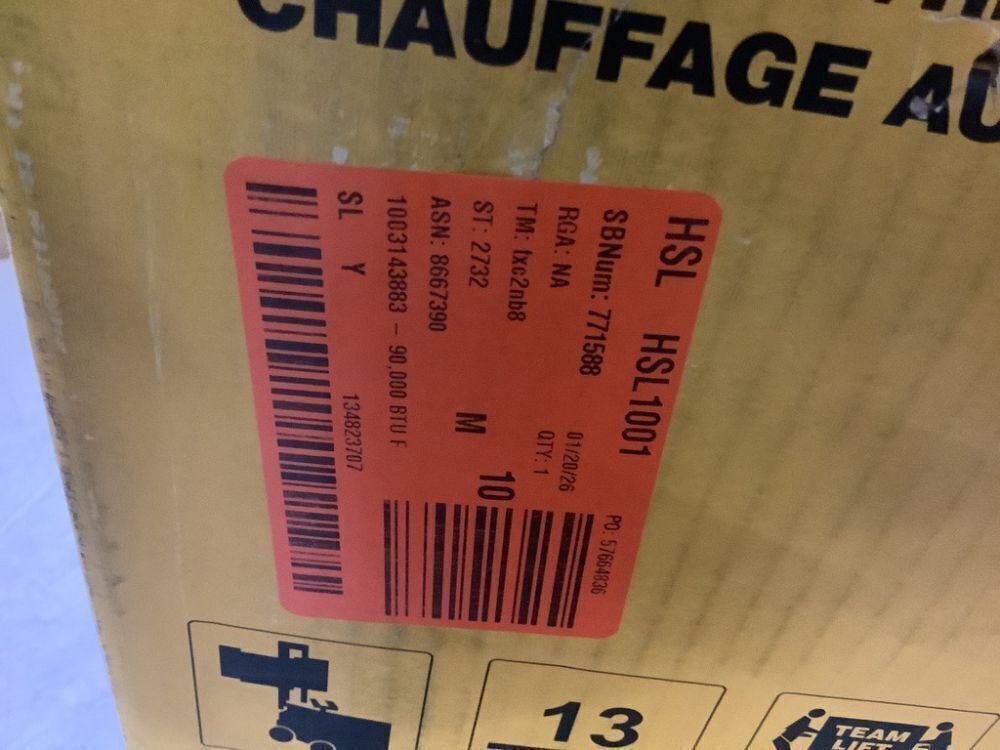 CHAUFFAGE AU
HSL HSL1001
SBNum: 771588
PO: 57664836
RGA: NA
01/20/26
TM: lxc2nb8
QTY: 1
ST: 2732
10
ASN: 8667390
M
1003143883 - 90,000 BTU F
SL Y
134823707
13
TEAM
LIFT